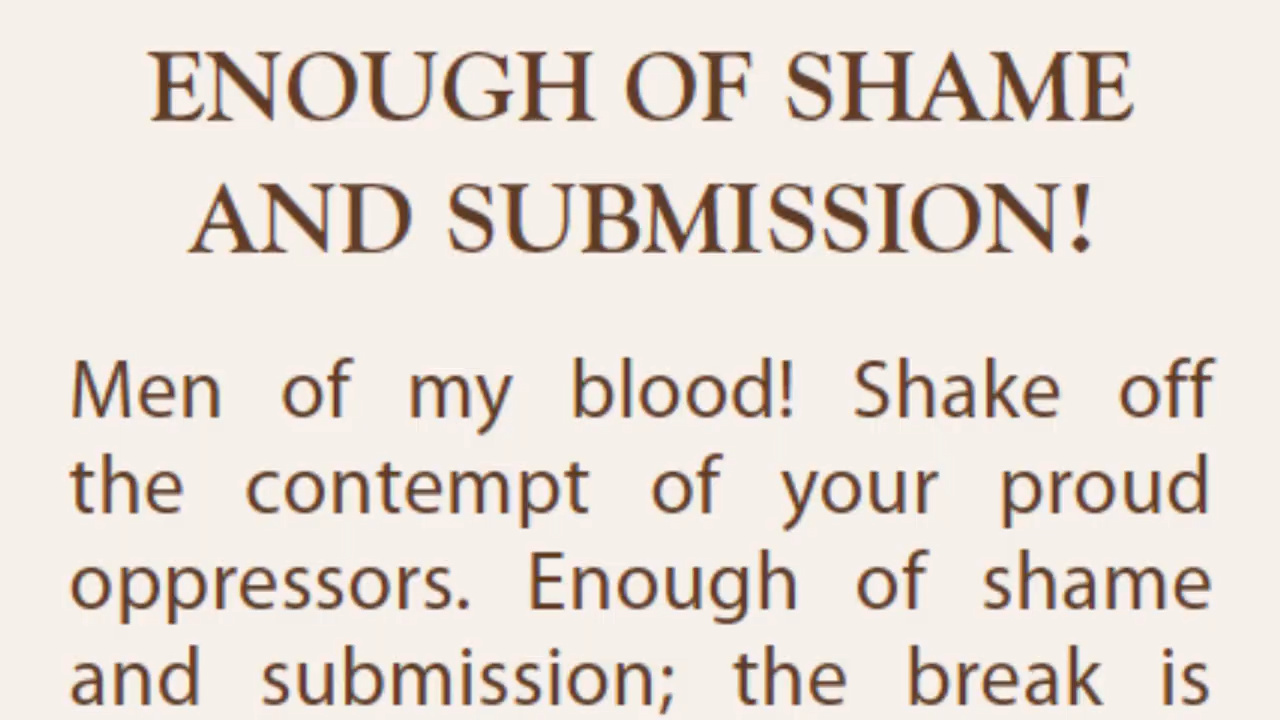 ENOUGH OF SHAME
AND SUBMISSION!
Men of my blood! Shake off
the contempt of your proud
oppressors. Enough of shame
and submission; the break is